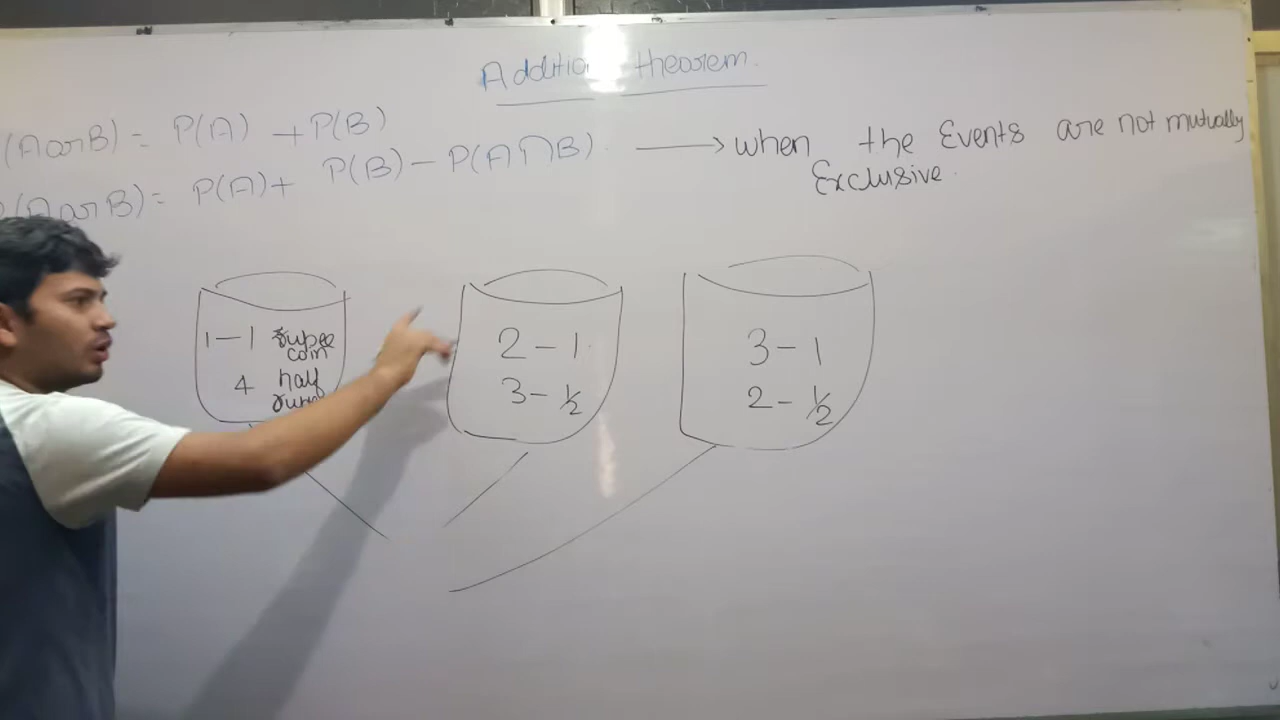 Addition theorem.
(A or B) = P(A) + P(B)
P(A or B) = P(A) + P(B) - P(A∩B) → when the Events are not mutually
Exclusive.
1 - 1 rupee
coin
4 half
2 - 1
3 - ½
3 - 1
2 - ½